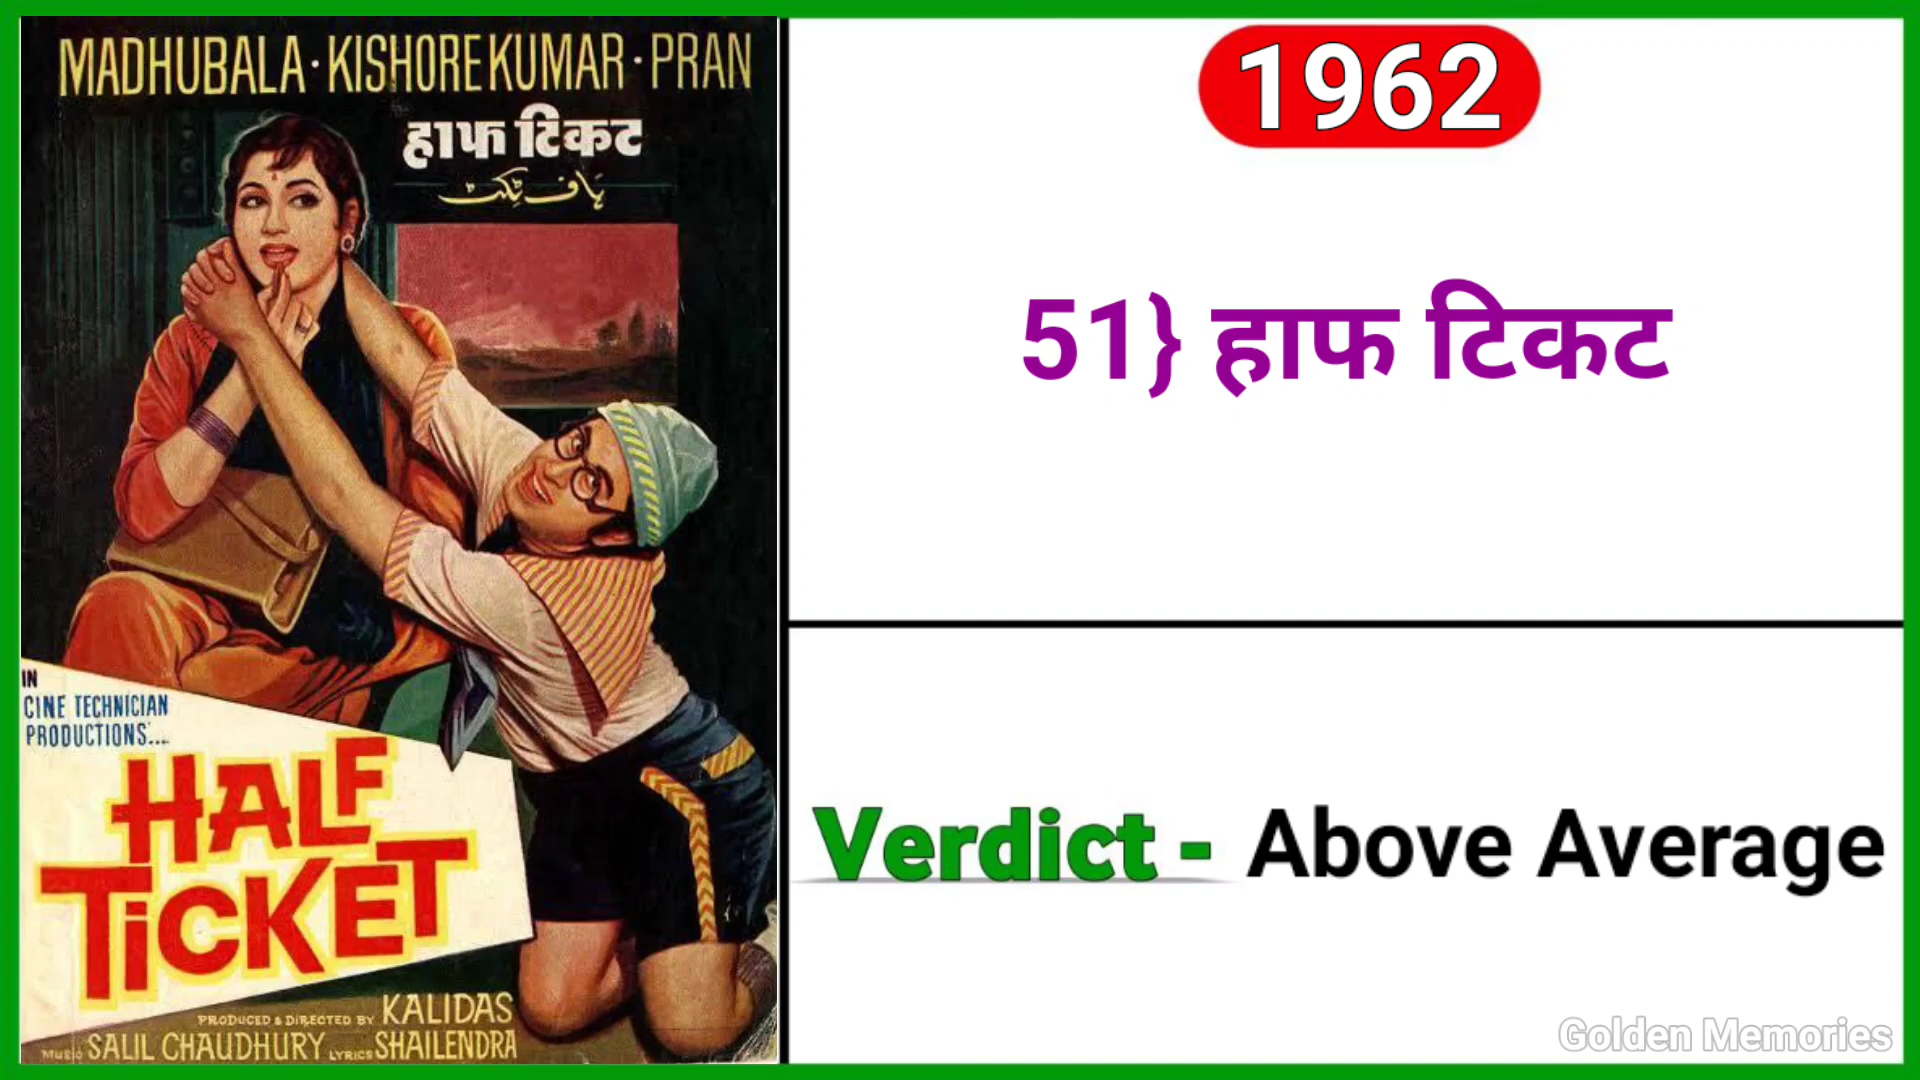 MADHUBALA · KISHORE KUMAR · PRAN
हाफ टिकट
ہاف ٹکٹ
IN
CINE TECHNICIAN
PRODUCTIONS...
HALF
TiCKET
PRODUCED & DiRECTED BY KALIDAS
MUSIC SALIL CHAUDHURY LYRICS SHAILENDRA
1962
51} हाफ टिकट
Verdict - Above Average
Golden Memories